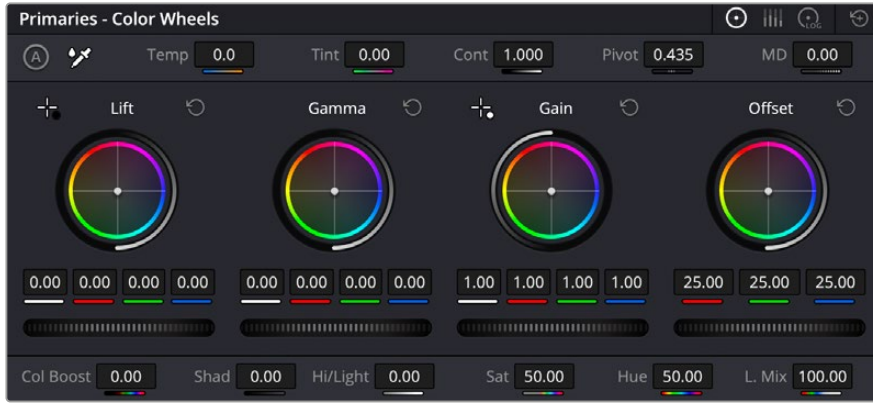 Primaries - Color Wheels
LOG
A Temp 0.0 Tint 0.00 Cont 1.000 Pivot 0.435 MD 0.00
Lift Gamma Gain Offset
0.00 0.00 0.00 0.00 0.00 0.00 0.00 0.00 1.00 1.00 1.00 1.00 25.00 25.00 25.00
Col Boost 0.00 Shad 0.00 Hi/Light 0.00 Sat 50.00 Hue 50.00 L. Mix 100.00